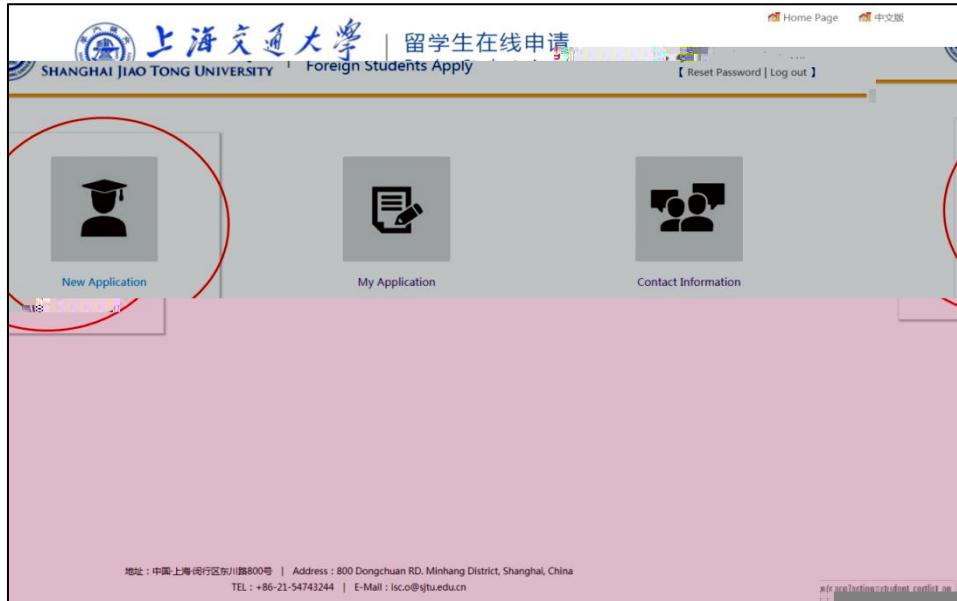 Home Page 中文版
上海交通大学 留学生在线申请
SHANGHAI JIAO TONG UNIVERSITY Foreign Students Apply
【 Reset Password | Log out 】
New Application My Application Contact Information
地址：中国·上海·闵行区东川路800号 | Address : 800 Dongchuan RD. Minhang District, Shanghai, China
TEL : +86-21-54743244 | E-Mail : isc.o@sjtu.edu.cn